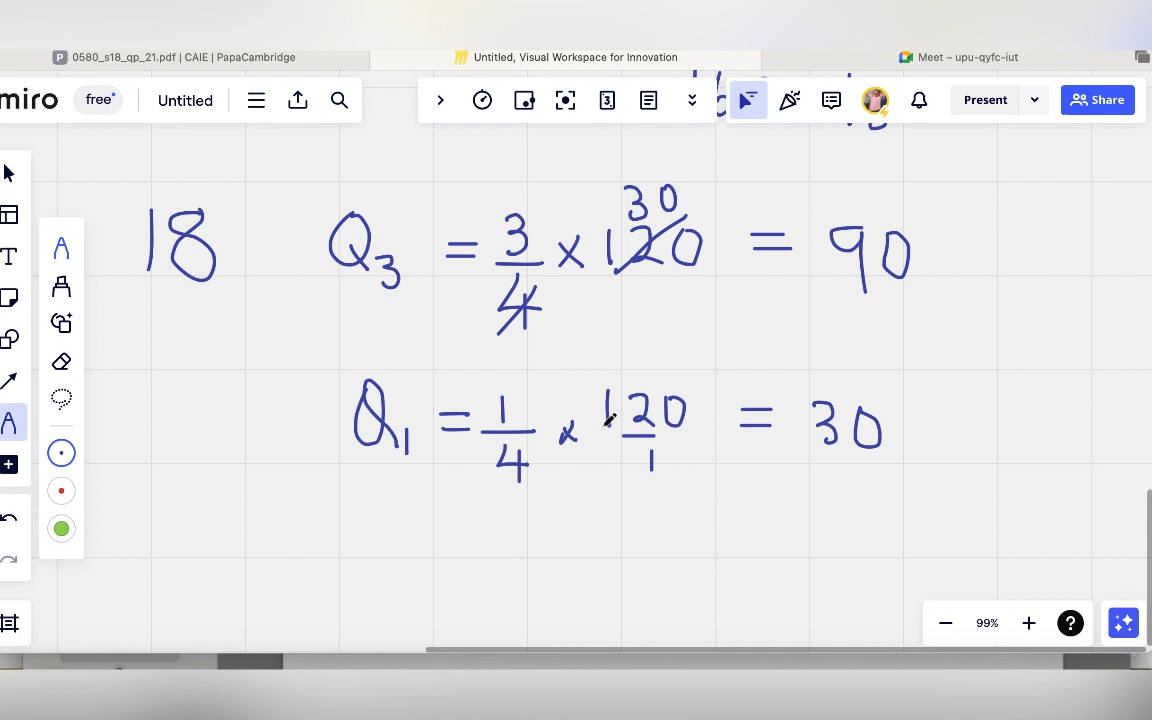 0580_s18_qp_21.pdf | CAIE | PapaCambridge
Untitled, Visual Workspace for Innovation
Meet – upu-qyfc-iut
miro
free
Untitled
Present
Share
18 Q₃ = 3/4 × 120 = 90
30
Q₁ = 1/4 × 120/1 = 30
99%